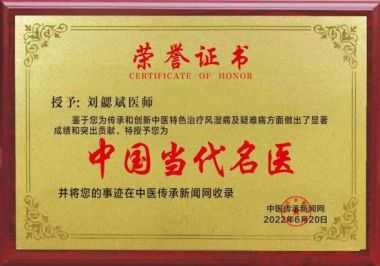 荣誉证书
CERTIFICATE OF HONOR
授予:刘勰斌医师
鉴于您为传承和创新中医特色治疗风湿病及疑难病方面做出了显著
成绩和突出贡献、特授予您为
中国当代名医
并将您的事迹在中医传承新闻网收录
中医传承新闻网
2022年6月20日